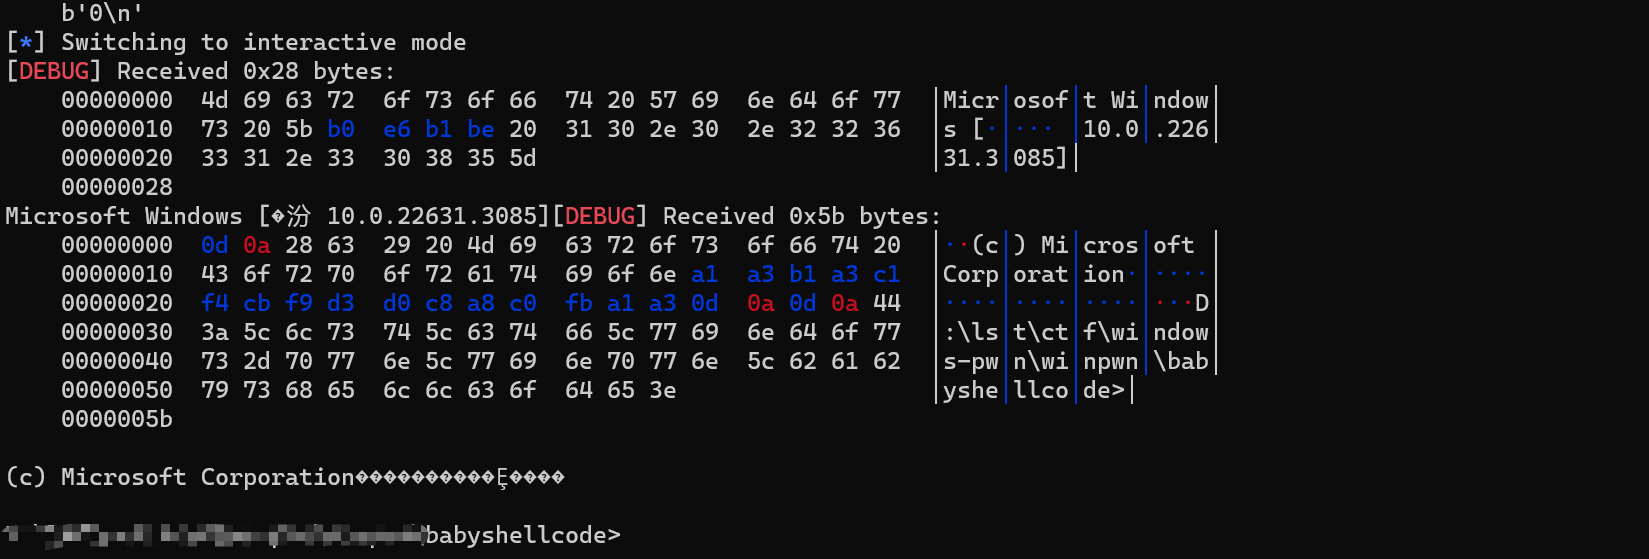 b'0\n'
[*] Switching to interactive mode
[DEBUG] Received 0x28 bytes:
00000000  4d 69 63 72  6f 73 6f 66  74 20 57 69  6e 64 6f 77  │Micr│osof│t Wi│ndow│
00000010  73 20 5b b0  e6 b1 be 20  31 30 2e 30  2e 32 32 36  │s [·│··· │10.0│.226│
00000020  33 31 2e 33  30 38 35 5d                            │31.3│085]│
00000028
Microsoft Windows [�汾 10.0.22631.3085][DEBUG] Received 0x5b bytes:
00000000  0d 0a 28 63  29 20 4d 69  63 72 6f 73  6f 66 74 20  │··(c│) Mi│cros│oft │
00000010  43 6f 72 70  6f 72 61 74  69 6f 6e a1  a3 b1 a3 c1  │Corp│orat│ion·│····│
00000020  f4 cb f9 d3  d0 c8 a8 c0  fb a1 a3 0d  0a 0d 0a 44  │····│····│····│···D│
00000030  3a 5c 6c 73  74 5c 63 74  66 5c 77 69  6e 64 6f 77  │:\ls│t\ct│f\wi│ndow│
00000040  73 2d 70 77  6e 5c 77 69  6e 70 77 6e  5c 62 61 62  │s-pw│n\wi│npwn│\bab│
00000050  79 73 68 65  6c 6c 63 6f  64 65 3e                  │yshe│llco│de>│
0000005b
(c) Microsoft Corporation����������Ȩ����
babyshellcode>